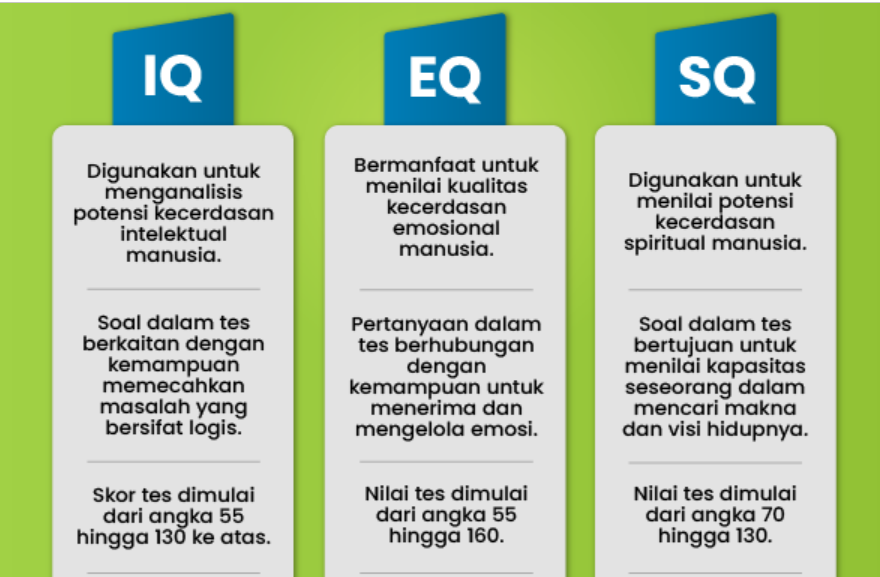 IQ
Digunakan untuk
menganalisis
potensi kecerdasan
intelektual
manusia.
Soal dalam tes
berkaitan dengan
kemampuan
memecahkan
masalah yang
bersifat logis.
Skor tes dimulai
dari angka 55
hingga 130 ke atas.
EQ
Bermanfaat untuk
menilai kualitas
kecerdasan
emosional
manusia.
Pertanyaan dalam
tes berhubungan
dengan
kemampuan untuk
menerima dan
mengelola emosi.
Nilai tes dimulai
dari angka 55
hingga 160.
SQ
Digunakan untuk
menilai potensi
kecerdasan
spiritual manusia.
Soal dalam tes
bertujuan untuk
menilai kapasitas
seseorang dalam
mencari makna
dan visi hidupnya.
Nilai tes dimulai
dari angka 70
hingga 130.